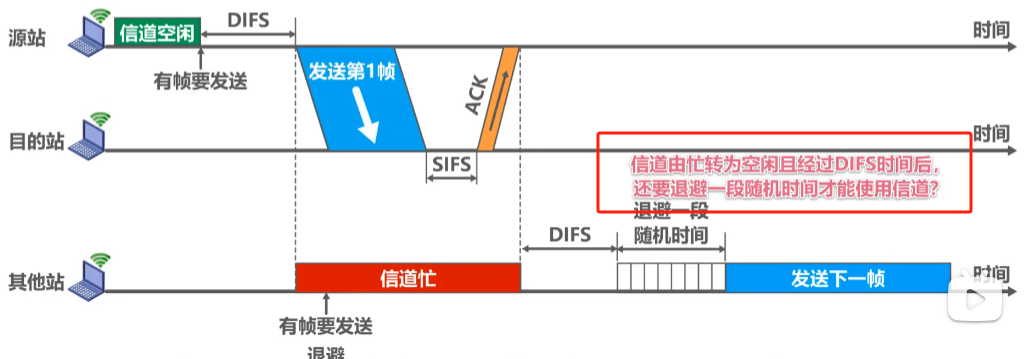 源站
信道空闲
DIFS
时间
有帧要发送
发送第1帧
ACK
目的站
时间
SIFS
信道由忙转为空闲且经过DIFS时间后,
还要退避一段随机时间才能使用信道?
退避一段
随机时间
DIFS
其他站
信道忙
发送下一帧
时间
有帧要发送
退避